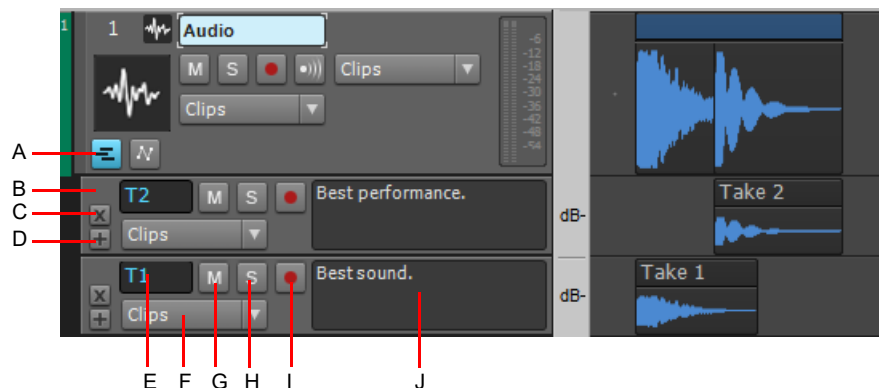 1
1
Audio
M S Clips
Clips
-6
-12
-18
-24
-30
-36
-42
-48
-54
A
B
C
D
T2 M S Best performance.
x
+ Clips
dB-
Take 2
T1 M S Best sound.
x
+ Clips
dB-
Take 1
E F G H I J